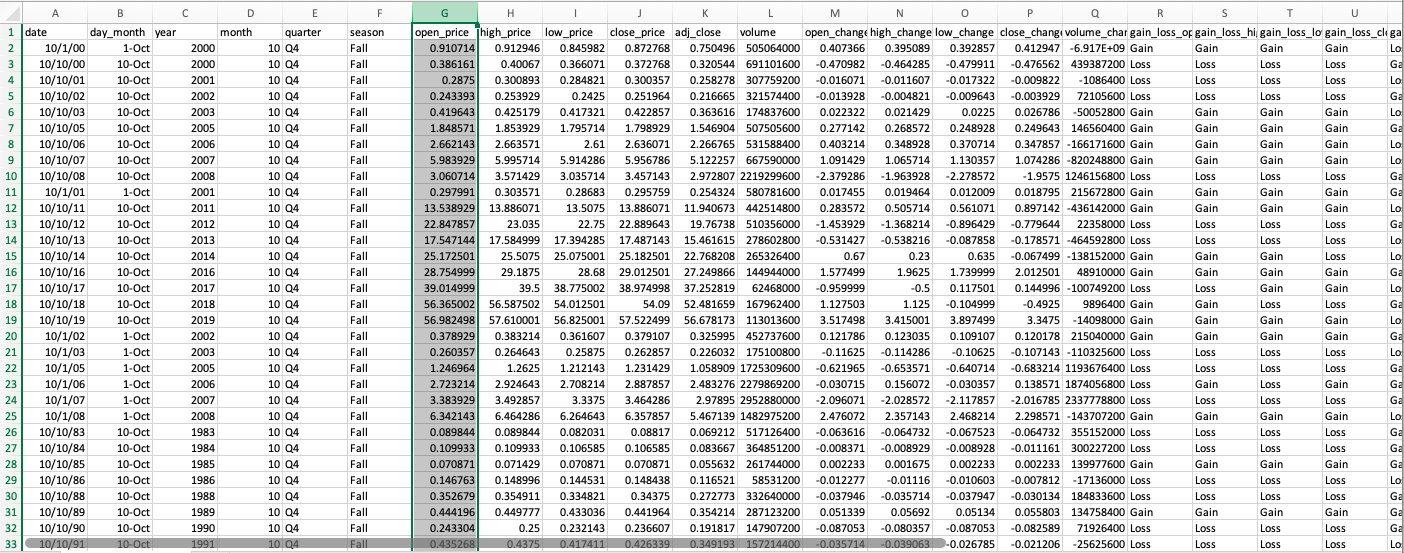 A B C D E F G H I J K L M N O P Q R S T U
1 date day_month year month quarter season open_price high_price low_price close_price adj_close volume open_change high_change low_change close_change volume_chan gain_loss_op gain_loss_hi gain_loss_lo gain_loss_clo ga
2 10/1/00 1-Oct 2000 10 Q4 Fall 0.910714 0.912946 0.845982 0.872768 0.750496 505064000 0.407366 0.395089 0.392857 0.412947 -6.917E+09 Gain Gain Gain Gain Lo
3 10/10/00 10-Oct 2000 10 Q4 Fall 0.386161 0.40067 0.366071 0.372768 0.320544 691101600 -0.470982 -0.464285 -0.479911 -0.476562 439387200 Loss Loss Loss Loss Ga
4 10/10/01 10-Oct 2001 10 Q4 Fall 0.2875 0.300893 0.284821 0.300357 0.258278 307759200 -0.016071 -0.011607 -0.017322 -0.009822 -1086400 Loss Loss Loss Loss Lo
5 10/10/02 10-Oct 2002 10 Q4 Fall 0.243393 0.253929 0.2425 0.251964 0.216665 321574400 -0.013928 -0.004821 -0.009643 -0.003929 72105600 Loss Loss Loss Loss Ga
6 10/10/03 10-Oct 2003 10 Q4 Fall 0.419643 0.425179 0.417321 0.422857 0.363616 174837600 0.022322 0.021429 0.0225 0.026786 -50052800 Gain Gain Gain Gain Lo
7 10/10/05 10-Oct 2005 10 Q4 Fall 1.848571 1.853929 1.795714 1.798929 1.546904 507505600 0.277142 0.268572 0.248928 0.249643 146560400 Gain Gain Gain Gain Ga
8 10/10/06 10-Oct 2006 10 Q4 Fall 2.662143 2.663571 2.61 2.636071 2.266765 531588400 0.403214 0.348928 0.370714 0.347857 -166171600 Gain Gain Gain Gain Lo
9 10/10/07 10-Oct 2007 10 Q4 Fall 5.983929 5.995714 5.914286 5.956786 5.122257 667590000 1.091429 1.065714 1.130357 1.074286 -820248800 Gain Gain Gain Gain Lo
10 10/10/08 10-Oct 2008 10 Q4 Fall 3.060714 3.571429 3.035714 3.457143 2.972807 2219299600 -2.379286 -1.963928 -2.278572 -1.9575 1246156800 Loss Loss Loss Loss Ga
11 10/1/01 1-Oct 2001 10 Q4 Fall 0.297991 0.303571 0.28683 0.295759 0.254324 580781600 0.017455 0.019464 0.012009 0.018795 215672800 Gain Gain Gain Gain Ga
12 10/10/11 10-Oct 2011 10 Q4 Fall 13.538929 13.886071 13.5075 13.886071 11.940673 442514800 0.283572 0.505714 0.561071 0.897142 -436142000 Gain Gain Gain Gain Lo
13 10/10/12 10-Oct 2012 10 Q4 Fall 22.847857 23.035 22.75 22.889643 19.76738 510356000 -1.453929 -1.368214 -0.896429 -0.779644 22358000 Loss Loss Loss Loss Ga
14 10/10/13 10-Oct 2013 10 Q4 Fall 17.547144 17.584999 17.394285 17.487143 15.461615 278602800 -0.531427 -0.538216 -0.087858 -0.178571 -464592800 Loss Loss Loss Loss Lo
15 10/10/14 10-Oct 2014 10 Q4 Fall 25.172501 25.5075 25.075001 25.182501 22.768208 265326400 0.67 0.23 0.635 -0.067499 -138152000 Gain Gain Gain Loss Lo
16 10/10/16 10-Oct 2016 10 Q4 Fall 28.754999 29.1875 28.68 29.012501 27.249866 144944000 1.577499 1.9625 1.739999 2.012501 48910000 Gain Gain Gain Gain Ga
17 10/10/17 10-Oct 2017 10 Q4 Fall 39.014999 39.5 38.775002 38.974998 37.252819 62468000 -0.959999 -0.5 0.117501 0.144996 -100749200 Loss Loss Gain Gain Lo
18 10/10/18 10-Oct 2018 10 Q4 Fall 56.365002 56.587502 54.012501 54.09 52.481659 167962400 1.127503 1.125 -0.104999 -0.4925 9896400 Gain Gain Loss Loss Ga
19 10/10/19 10-Oct 2019 10 Q4 Fall 56.982498 57.610001 56.825001 57.522499 56.678173 113013600 3.517498 3.415001 3.897499 3.3475 -14098000 Gain Gain Gain Gain Lo
20 10/1/02 1-Oct 2002 10 Q4 Fall 0.378929 0.383214 0.361607 0.379107 0.325995 452737600 0.121786 0.123035 0.109107 0.120178 215040000 Gain Gain Gain Gain Ga
21 10/1/03 1-Oct 2003 10 Q4 Fall 0.260357 0.264643 0.25875 0.262857 0.226032 175100800 -0.11625 -0.114286 -0.10625 -0.107143 -110325600 Loss Loss Loss Loss Lo
22 10/1/05 1-Oct 2005 10 Q4 Fall 1.246964 1.2625 1.212143 1.231429 1.058909 1725309600 -0.621965 -0.653571 -0.640714 -0.683214 1193676400 Loss Loss Loss Loss Ga
23 10/1/06 1-Oct 2006 10 Q4 Fall 2.723214 2.924643 2.708214 2.887857 2.483276 2279869200 -0.030715 0.156072 -0.030357 0.138571 1874056800 Loss Gain Loss Gain Ga
24 10/1/07 1-Oct 2007 10 Q4 Fall 3.383929 3.492857 3.3375 3.464286 2.97895 2952880000 -2.096071 -2.028572 -2.117857 -2.016785 2337778800 Loss Loss Loss Loss Ga
25 10/1/08 1-Oct 2008 10 Q4 Fall 6.342143 6.464286 6.264643 6.357857 5.467139 1482975200 2.476072 2.357143 2.468214 2.298571 -143707200 Gain Gain Gain Gain Lo
26 10/10/83 10-Oct 1983 10 Q4 Fall 0.089844 0.089844 0.082031 0.08817 0.069212 517126400 -0.063616 -0.064732 -0.067523 -0.064732 355152000 Loss Loss Loss Loss Ga
27 10/10/84 10-Oct 1984 10 Q4 Fall 0.109933 0.109933 0.106585 0.106585 0.083667 364851200 -0.008371 -0.008929 -0.008928 -0.011161 300227200 Loss Loss Loss Loss Ga
28 10/10/85 10-Oct 1985 10 Q4 Fall 0.070871 0.071429 0.070871 0.070871 0.055632 261744000 0.002233 0.001675 0.002233 0.002233 139977600 Gain Gain Gain Gain Ga
29 10/10/86 10-Oct 1986 10 Q4 Fall 0.146763 0.148996 0.144531 0.148438 0.116521 58531200 -0.012277 -0.01116 -0.010603 -0.007812 -17136000 Loss Loss Loss Loss Lo
30 10/10/88 10-Oct 1988 10 Q4 Fall 0.352679 0.354911 0.334821 0.34375 0.272773 332640000 -0.037946 -0.035714 -0.037947 -0.030134 184833600 Loss Loss Loss Loss Ga
31 10/10/89 10-Oct 1989 10 Q4 Fall 0.444196 0.449777 0.433036 0.441964 0.354214 287123200 0.051339 0.05692 0.05134 0.055803 134758400 Gain Gain Gain Gain Ga
32 10/10/90 10-Oct 1990 10 Q4 Fall 0.243304 0.25 0.232143 0.236607 0.191817 147907200 -0.087053 -0.080357 -0.087053 -0.082589 71926400 Loss Loss Loss Loss Ga
33 10/10/91 10-Oct 1991 10 Q4 Fall 0.435268 0.4375 0.417411 0.426339 0.349193 157214400 -0.035714 -0.039063 -0.026785 -0.021206 -25625600 Loss Loss Loss Loss Lo